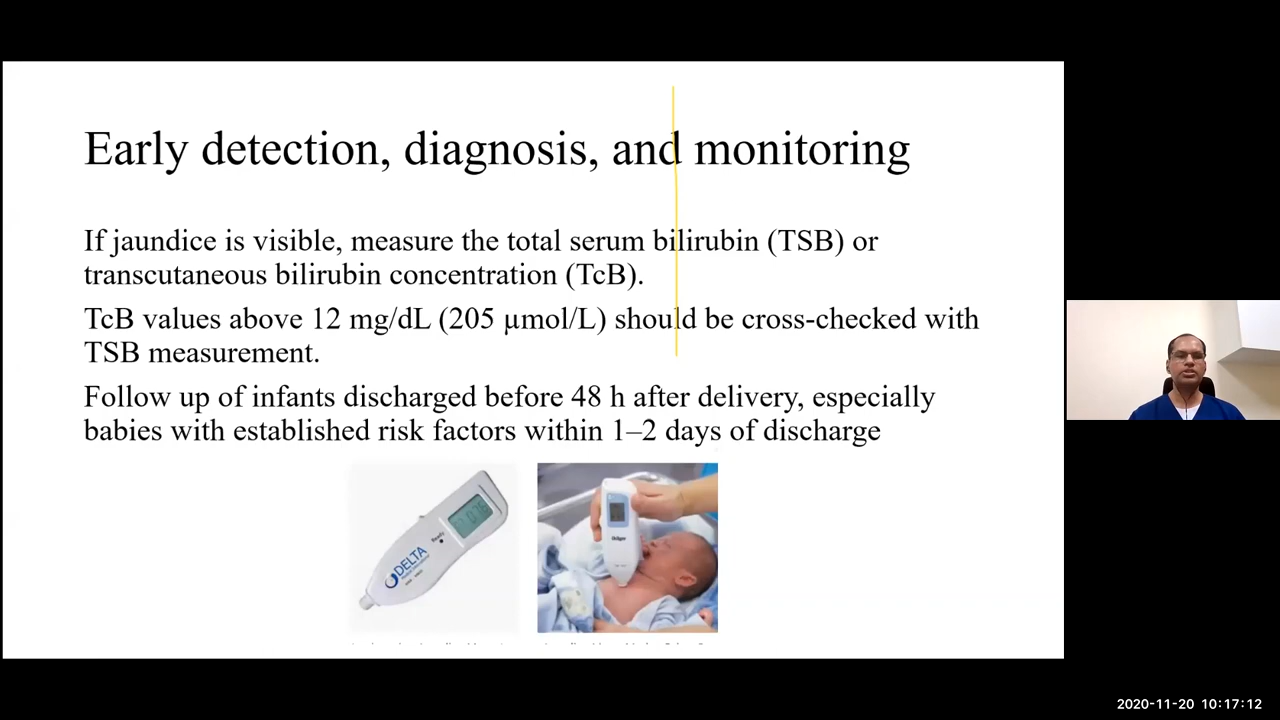 Early detection, diagnosis, and monitoring
If jaundice is visible, measure the total serum bilirubin (TSB) or
transcutaneous bilirubin concentration (TcB).
TcB values above 12 mg/dL (205 µmol/L) should be cross-checked with
TSB measurement.
Follow up of infants discharged before 48 h after delivery, especially
babies with established risk factors within 1–2 days of discharge
DELTA
Dräger
2020-11-20 10:17:12